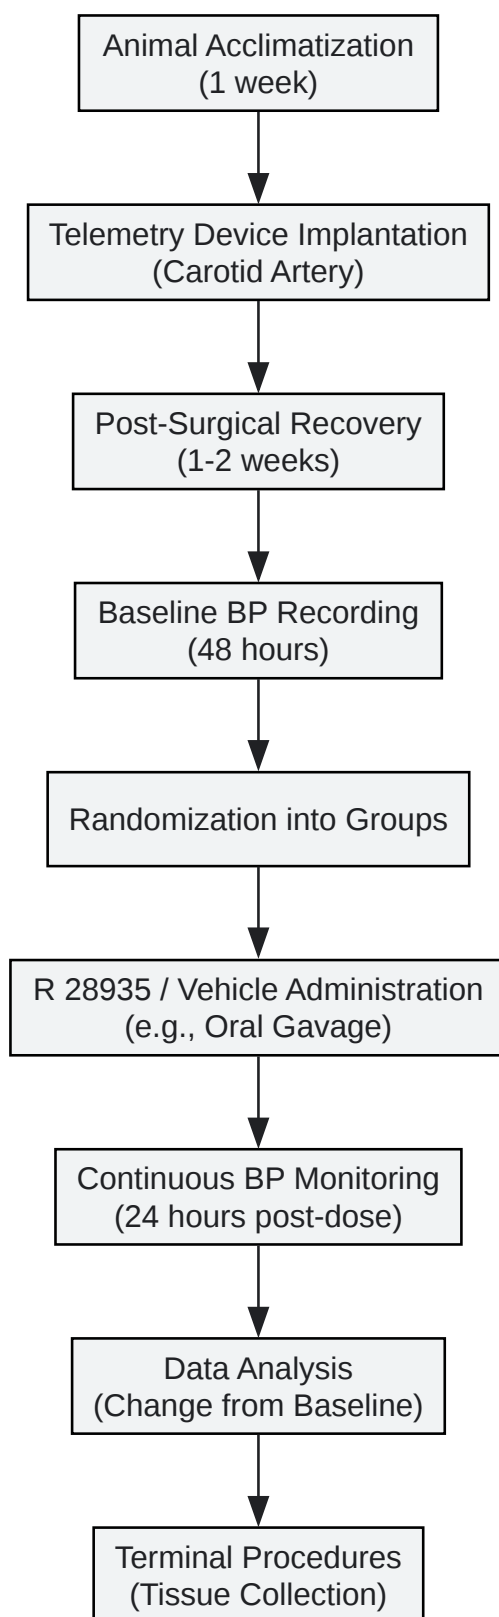 Animal Acclimatization
(1 week)
Telemetry Device Implantation
(Carotid Artery)
Post-Surgical Recovery
(1-2 weeks)
Baseline BP Recording
(48 hours)
Randomization into Groups
R 28935 / Vehicle Administration
(e.g., Oral Gavage)
Continuous BP Monitoring
(24 hours post-dose)
Data Analysis
(Change from Baseline)
Terminal Procedures
(Tissue Collection)